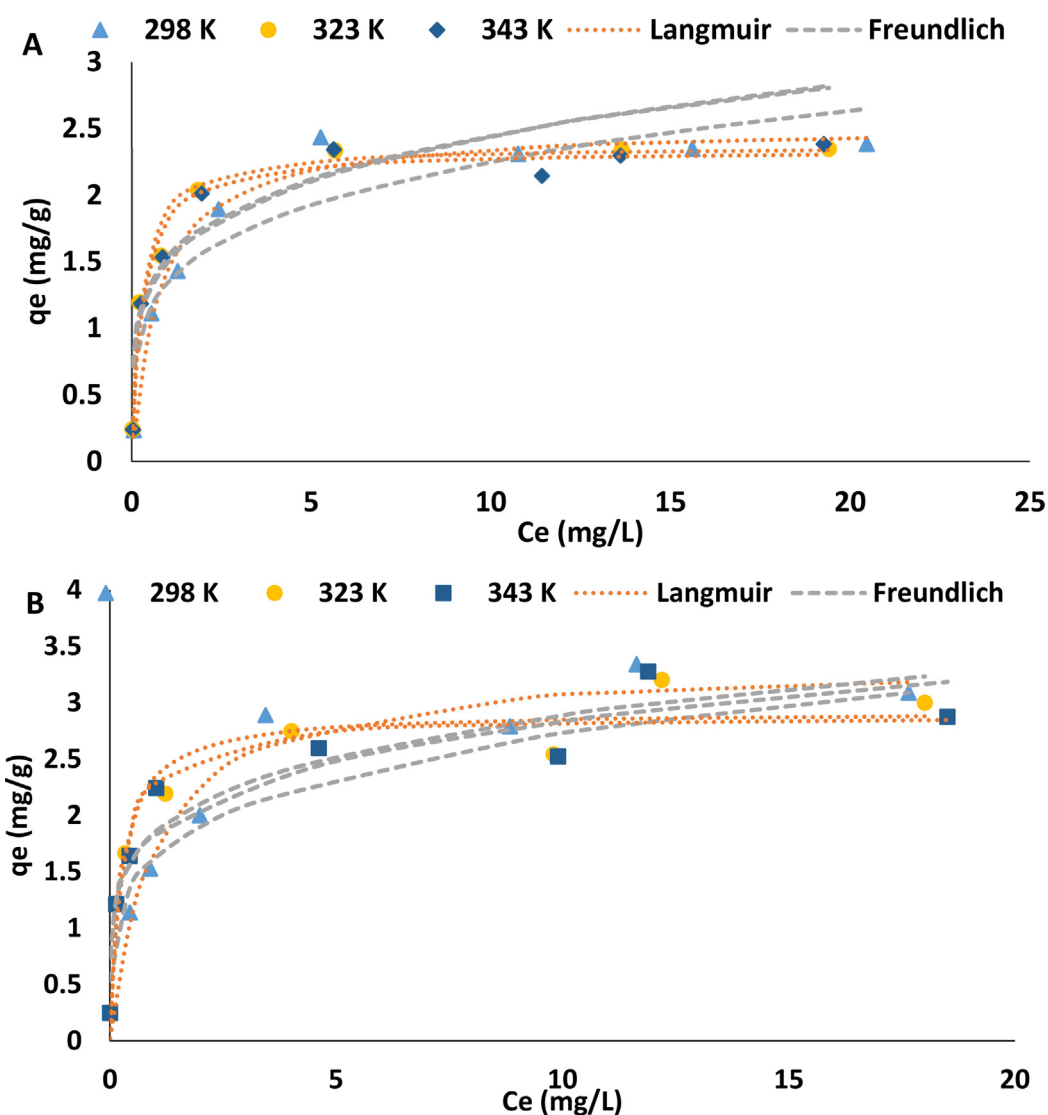 A 298 K 323 K 343 K Langmuir Freundlich
3
2.5
2
1.5
1
0.5
0
qe (mg/g)
0 5 10 15 20 25
Ce (mg/L)
B 298 K 323 K 343 K Langmuir Freundlich
4
3.5
3
2.5
2
1.5
1
0.5
0
qe (mg/g)
0 5 10 15 20
Ce (mg/L)